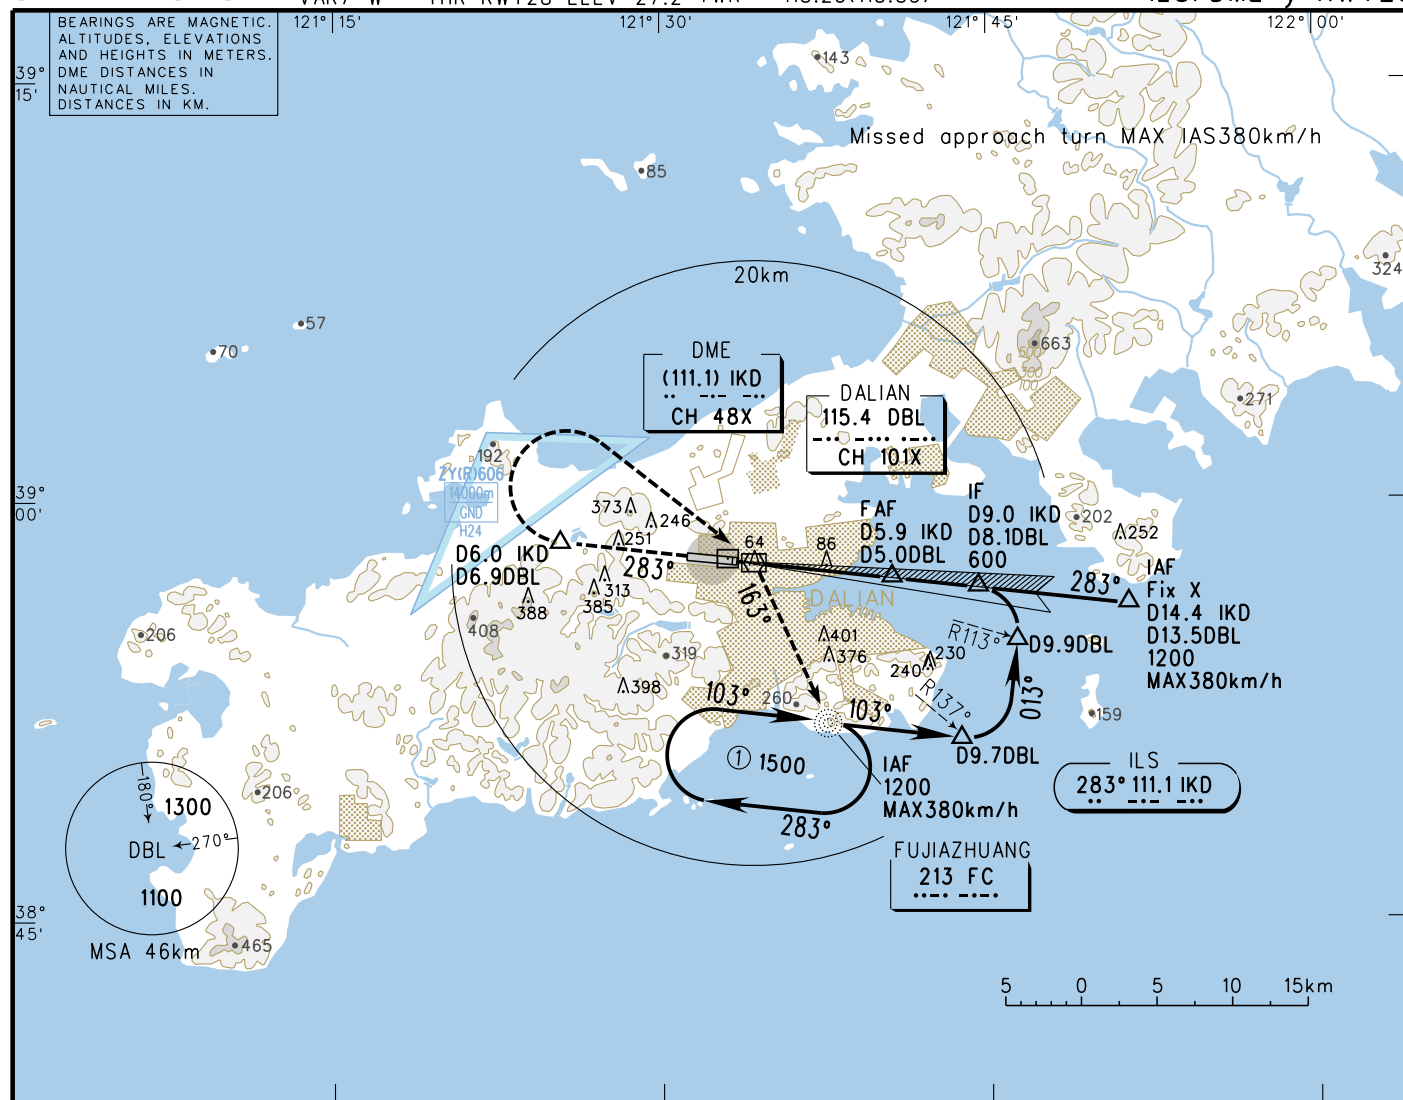 121° 15'
121° 30'
121° 45'
122° 00'
BEARINGS ARE MAGNETIC.
ALTITUDES, ELEVATIONS
AND HEIGHTS IN METERS.
DME DISTANCES IN
NAUTICAL MILES.
DISTANCES IN KM.
39°
15'
143
Missed approach turn MAX IAS380km/h
85
324
20km
57
70
663
500
300
100
271
DME
(111.1) IKD
CH 48X
DALIAN
115.4 DBL
CH 101X
192
ZY(R)606
14000m
GND
H24
39°
00'
373
246
251
FAF
D5.9 IKD
D5.0DBL
IF
D9.0 IKD
D8.1DBL
600
202
252
D6.0 IKD
D6.9DBL
283°
64
86
283°
IAF
Fix X
D14.4 IKD
D13.5DBL
1200
MAX380km/h
313
385
388
163°
DALIAN
408
206
319
401
376
R113°
D9.9DBL
230
240
398
103°
260
103°
R137°
013°
159
D9.7DBL
① 1500
IAF
1200
MAX380km/h
283°
ILS
283° 111.1 IKD
206
180°
1300
DBL
270°
1100
MSA 46km
FUJIAZHUANG
213 FC
38°
45'
465
5 0 5 10 15km